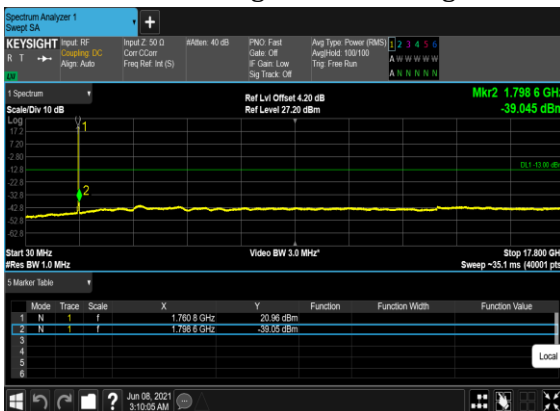 Spectrum Analyzer 1
Swept SA
KEYSIGHT
R T
LV
Input: RF
Coupling: DC
Align: Auto
Input Z: 50 Ω
Corr CCorr
Freq Ref: Int (S)
#Atten: 40 dB
PNO: Fast
Gate: Off
IF Gain: Low
Sig Track: Off
Avg Type: Power (RMS)
Avg|Hold: 100/100
Trig: Free Run
1 2 3 4 5 6
A W W W W W
A N N N N N
1 Spectrum
Scale/Div 10 dB
Ref Lvl Offset 4.20 dB
Ref Level 27.20 dBm
Mkr2 1.798 6 GHz
-39.045 dBm
Log
17.2
7.20
-2.80
-12.8
-22.8
-32.8
-42.8
-52.8
-62.8
1
2
DL1 -13.00 dBm
Start 30 MHz
#Res BW 1.0 MHz
Video BW 3.0 MHz*
Stop 17.800 GHz
Sweep ~35.1 ms (40001 pts)
5 Marker Table
Mode Trace Scale X Y Function Function Width Function Value
1 N 1 f 1.760 8 GHz 20.96 dBm
2 N 1 f 1.798 6 GHz -39.05 dBm
3
4
5
6
Local
?
Jun 08, 2021
3:10:05 AM